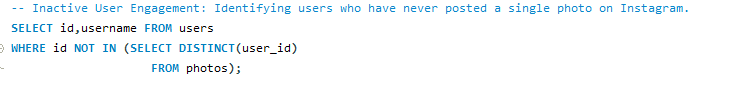 -- Inactive User Engagement: Identifying users who have never posted a single photo on Instagram.
SELECT id,username FROM users
WHERE id NOT IN (SELECT DISTINCT(user_id)
FROM photos);